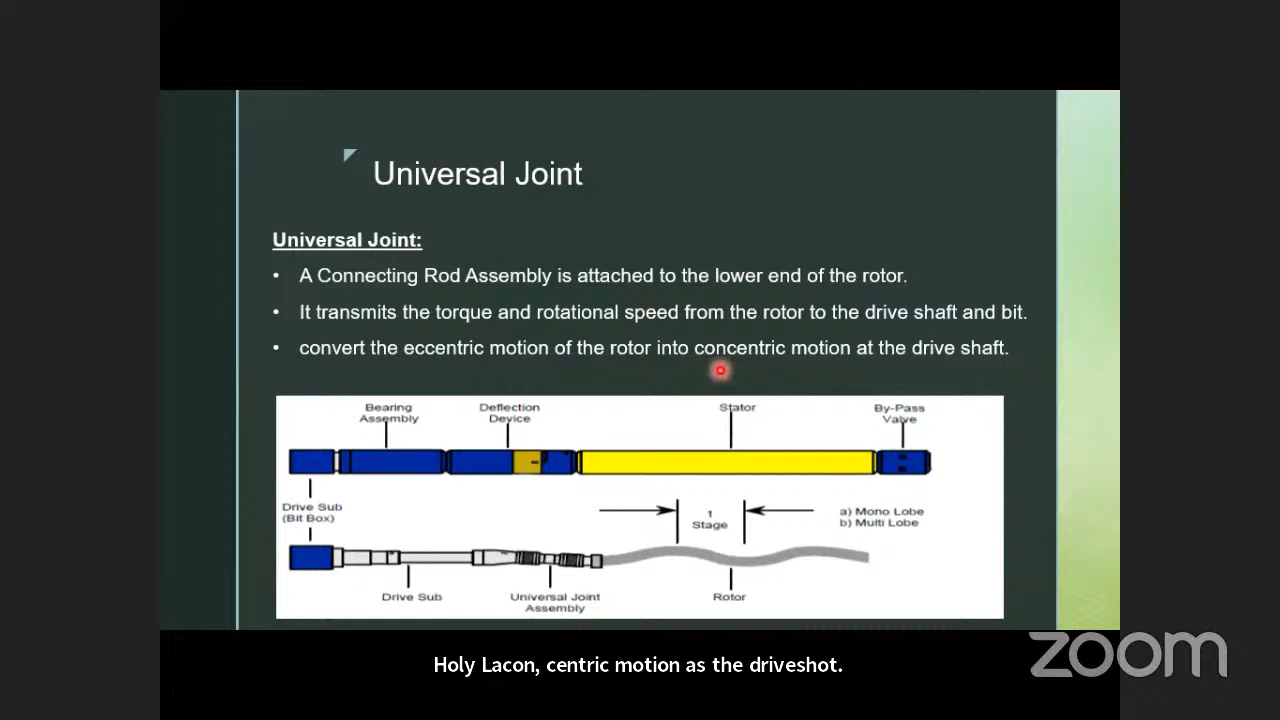 Universal Joint
Universal Joint:
• A Connecting Rod Assembly is attached to the lower end of the rotor.
• It transmits the torque and rotational speed from the rotor to the drive shaft and bit.
• convert the eccentric motion of the rotor into concentric motion at the drive shaft.
Bearing
Assembly
Deflection
Device
Stator
By-Pass
Valve
Drive Sub
(Bit Box)
1
Stage
a) Mono Lobe
b) Multi Lobe
Drive Sub
Universal Joint
Assembly
Rotor
Holy Lacon, centric motion as the driveshot.
zoom